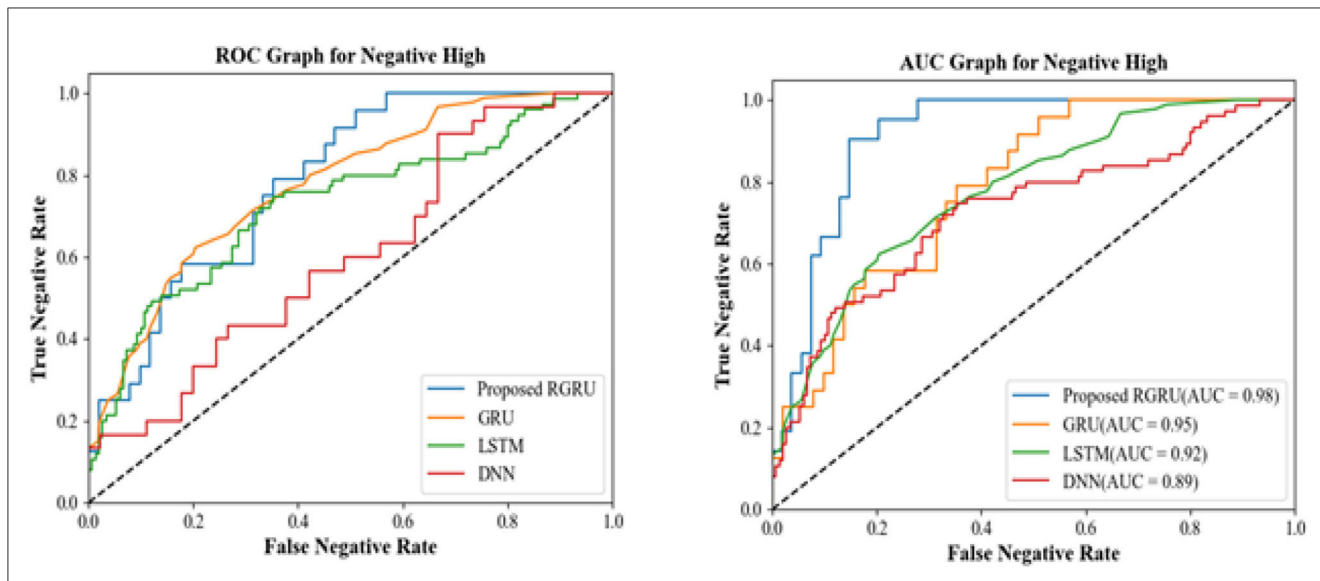 ROC Graph for Negative High
True Negative Rate
1.0
0.8
0.6
0.4
0.2
0.0
Proposed RGRU
GRU
LSTM
DNN
0.0 0.2 0.4 0.6 0.8 1.0
False Negative Rate
AUC Graph for Negative High
True Negative Rate
1.0
0.8
0.6
0.4
0.2
0.0
Proposed RGRU(AUC = 0.98)
GRU(AUC = 0.95)
LSTM(AUC = 0.92)
DNN(AUC = 0.89)
0.0 0.2 0.4 0.6 0.8 1.0
False Negative Rate